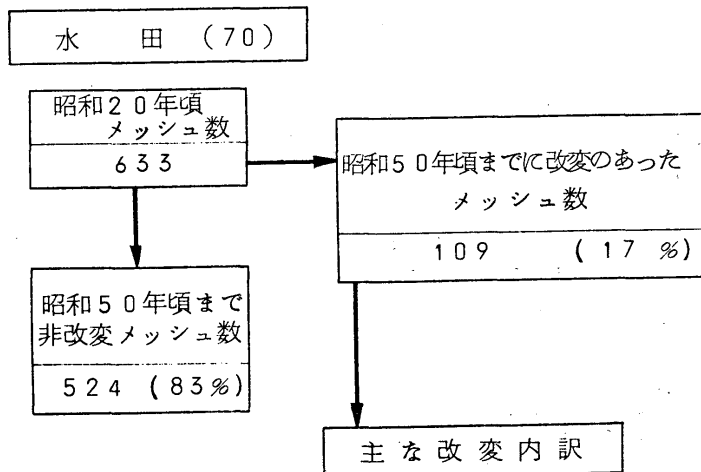 水 田 (70)
昭和20年頃
メッシュ数
633
昭和50年頃までに改変のあった
メッシュ数
109 (17 %)
昭和50年頃まで
非改変メッシュ数
524 (83%)
主な改変内訳